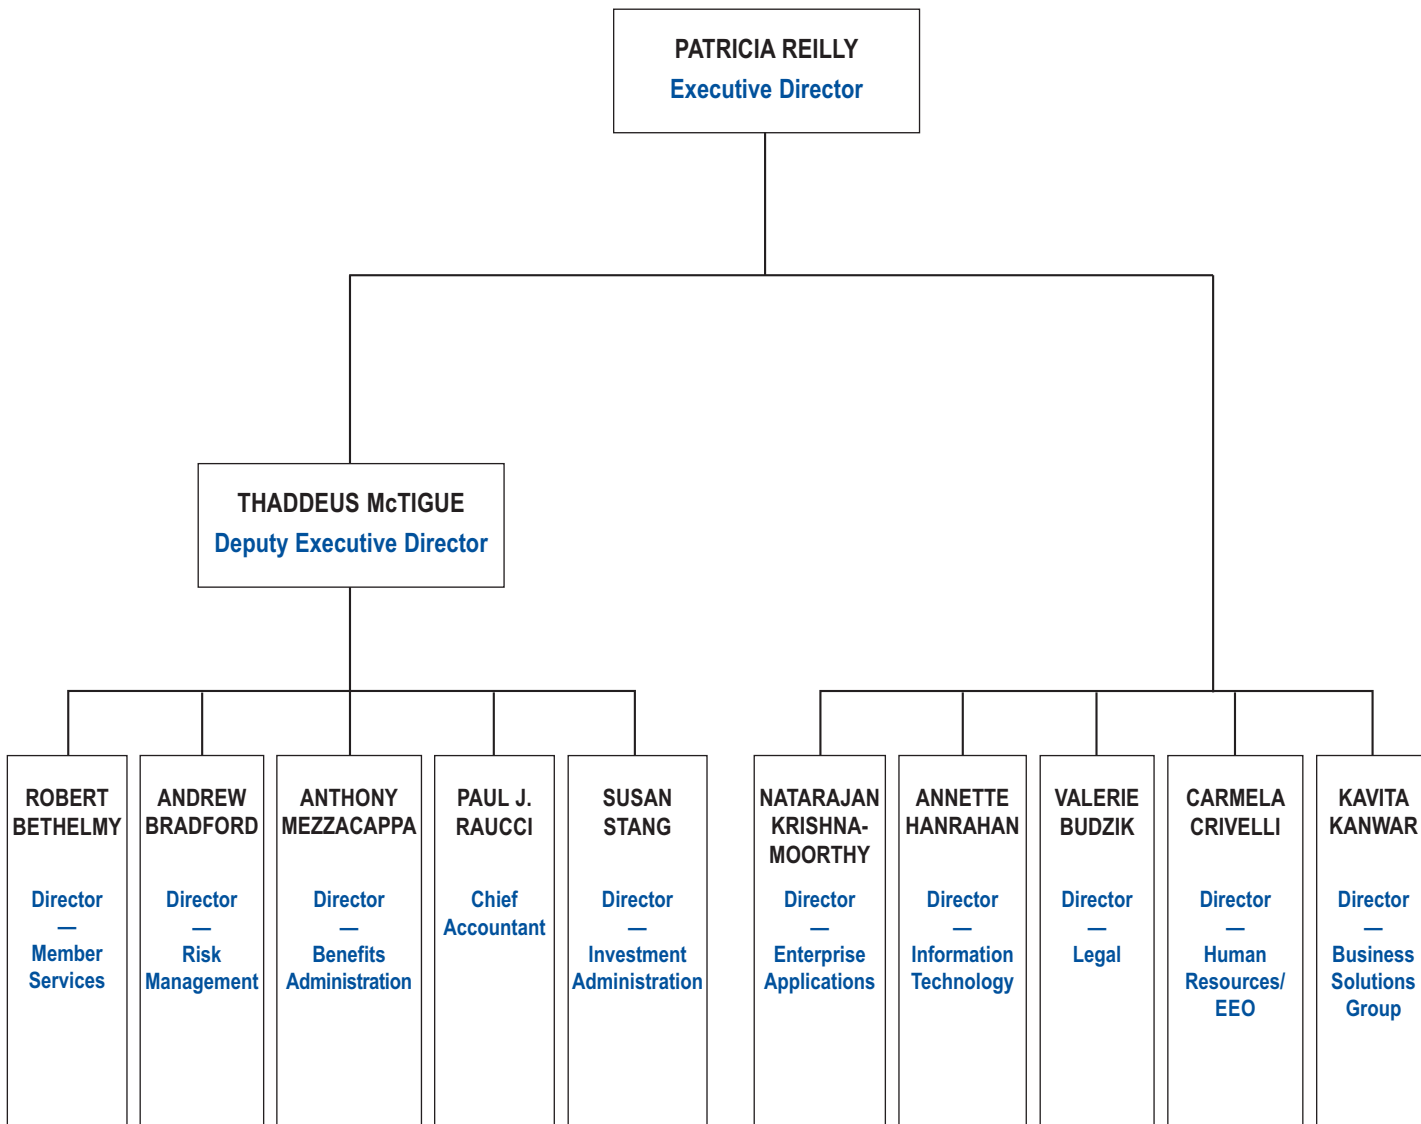 PATRICIA REILLY
Executive Director
THADDEUS McTIGUE
Deputy Executive Director
ROBERT
BETHELMY
Director
—
Member
Services
ANDREW
BRADFORD
Director
—
Risk
Management
ANTHONY
MEZZACAPPA
Director
—
Benefits
Administration
PAUL J.
RAUCCI
Chief
Accountant
SUSAN
STANG
Director
—
Investment
Administration
NATARAJAN
KRISHNA-
MOORTHY
Director
—
Enterprise
Applications
ANNETTE
HANRAHAN
Director
—
Information
Technology
VALERIE
BUDZIK
Director
—
Legal
CARMELA
CRIVELLI
Director
—
Human
Resources/
EEO
KAVITA
KANWAR
Director
—
Business
Solutions
Group